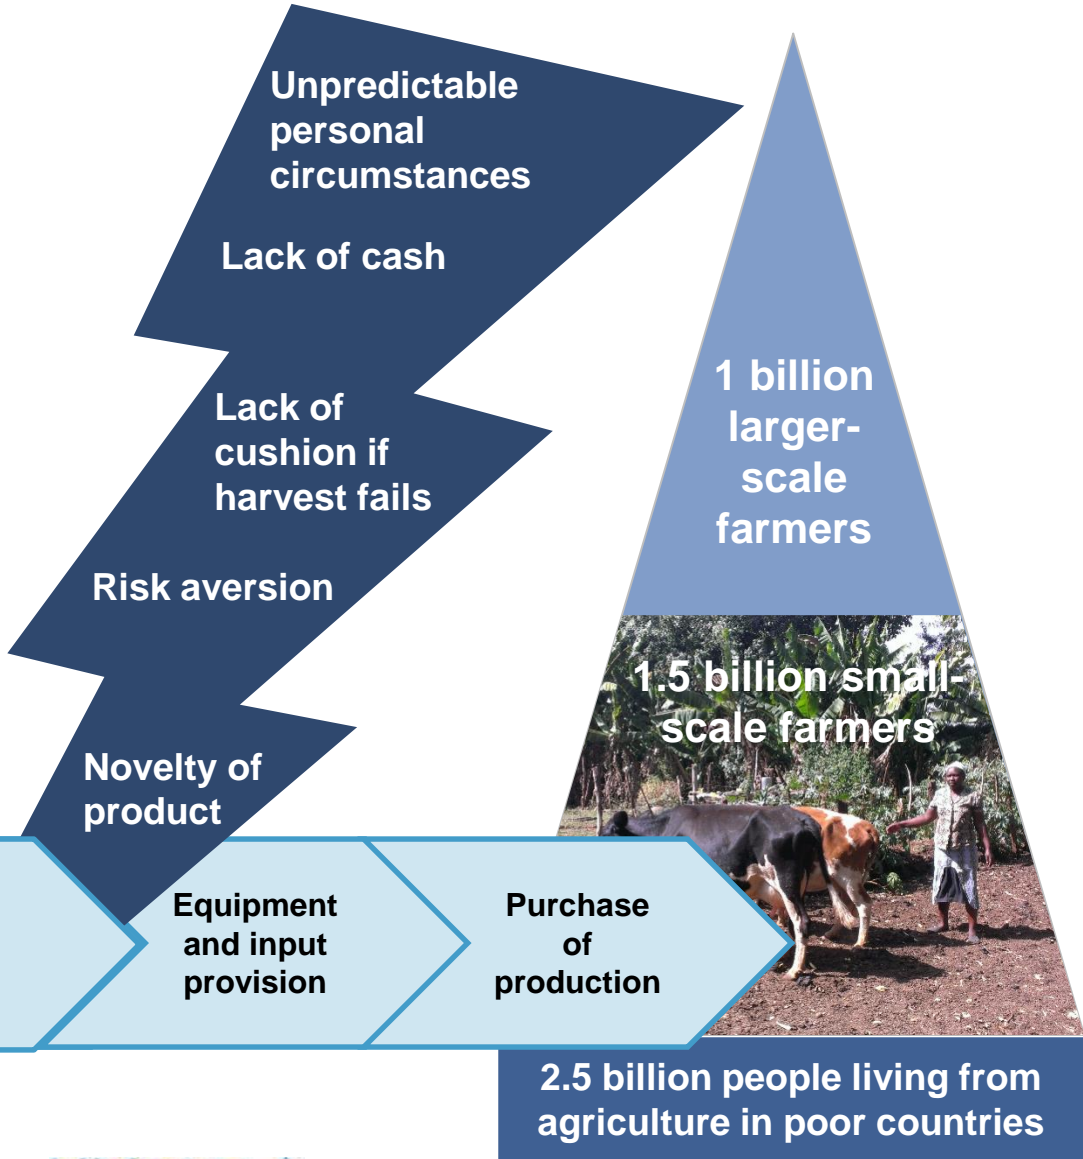 Unpredictable
personal
circumstances
Lack of cash
Lack of
cushion if
harvest fails
Risk aversion
Novelty of
product
Equipment
and input
provision
Purchase
of
production
1 billion
larger-
scale
farmers
1.5 billion small-
scale farmers
2.5 billion people living from
agriculture in poor countries